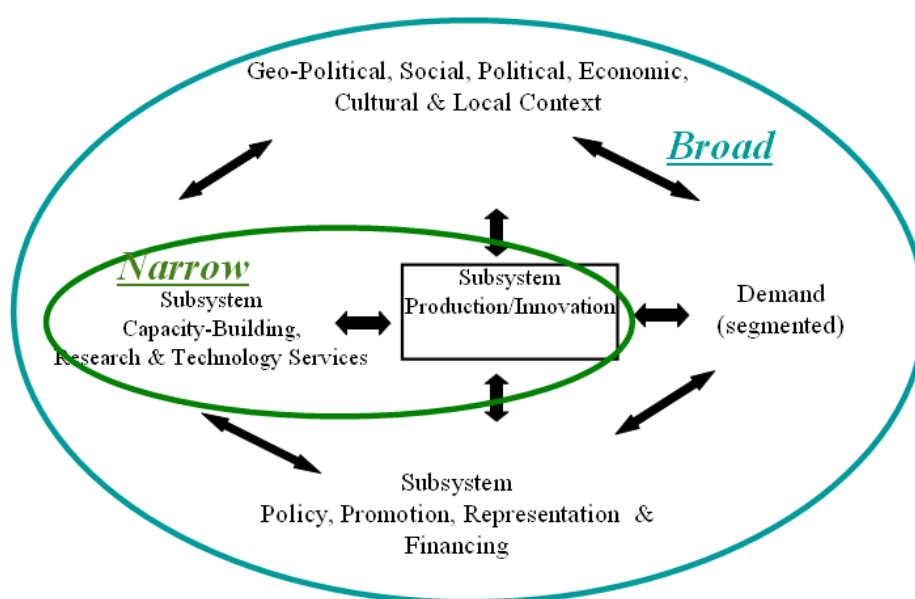 Geo-Political, Social, Political, Economic,
Cultural & Local Context
Broad
Narrow
Subsystem
Capacity-Building,
Research & Technology Services
Subsystem
Production/Innovation
Demand
(segmented)
Subsystem
Policy, Promotion, Representation &
Financing